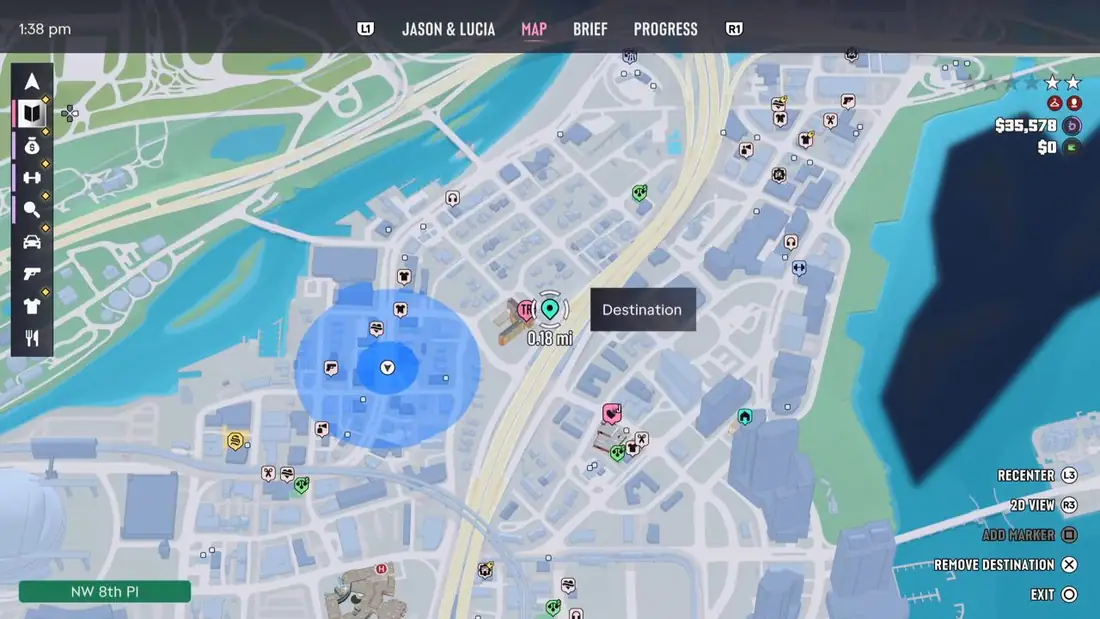 1:38 pm
L1 JASON & LUCIA MAP BRIEF PROGRESS R1
$35,578
$0
TR
Destination
0.18 mi
H
RECENTER L3
2D VIEW R3
ADD MARKER
REMOVE DESTINATION
EXIT
NW 8th Pl